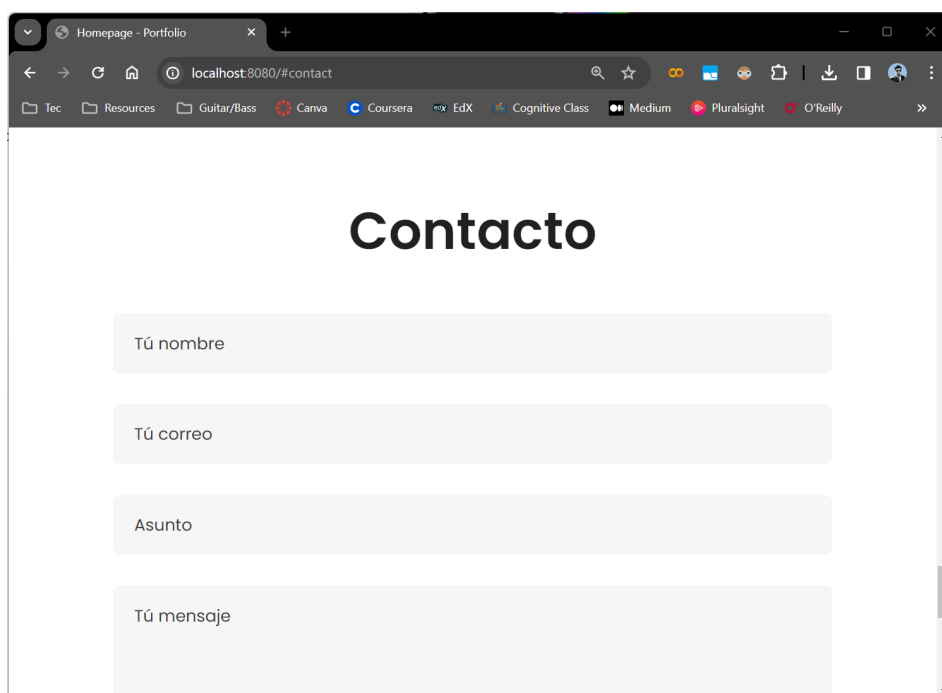 Homepage - Portfolio
localhost:8080/#contact
Tec Resources Guitar/Bass Canva Coursera EdX Cognitive Class Medium Pluralsight O'Reilly
Contacto
Tú nombre
Tú correo
Asunto
Tú mensaje